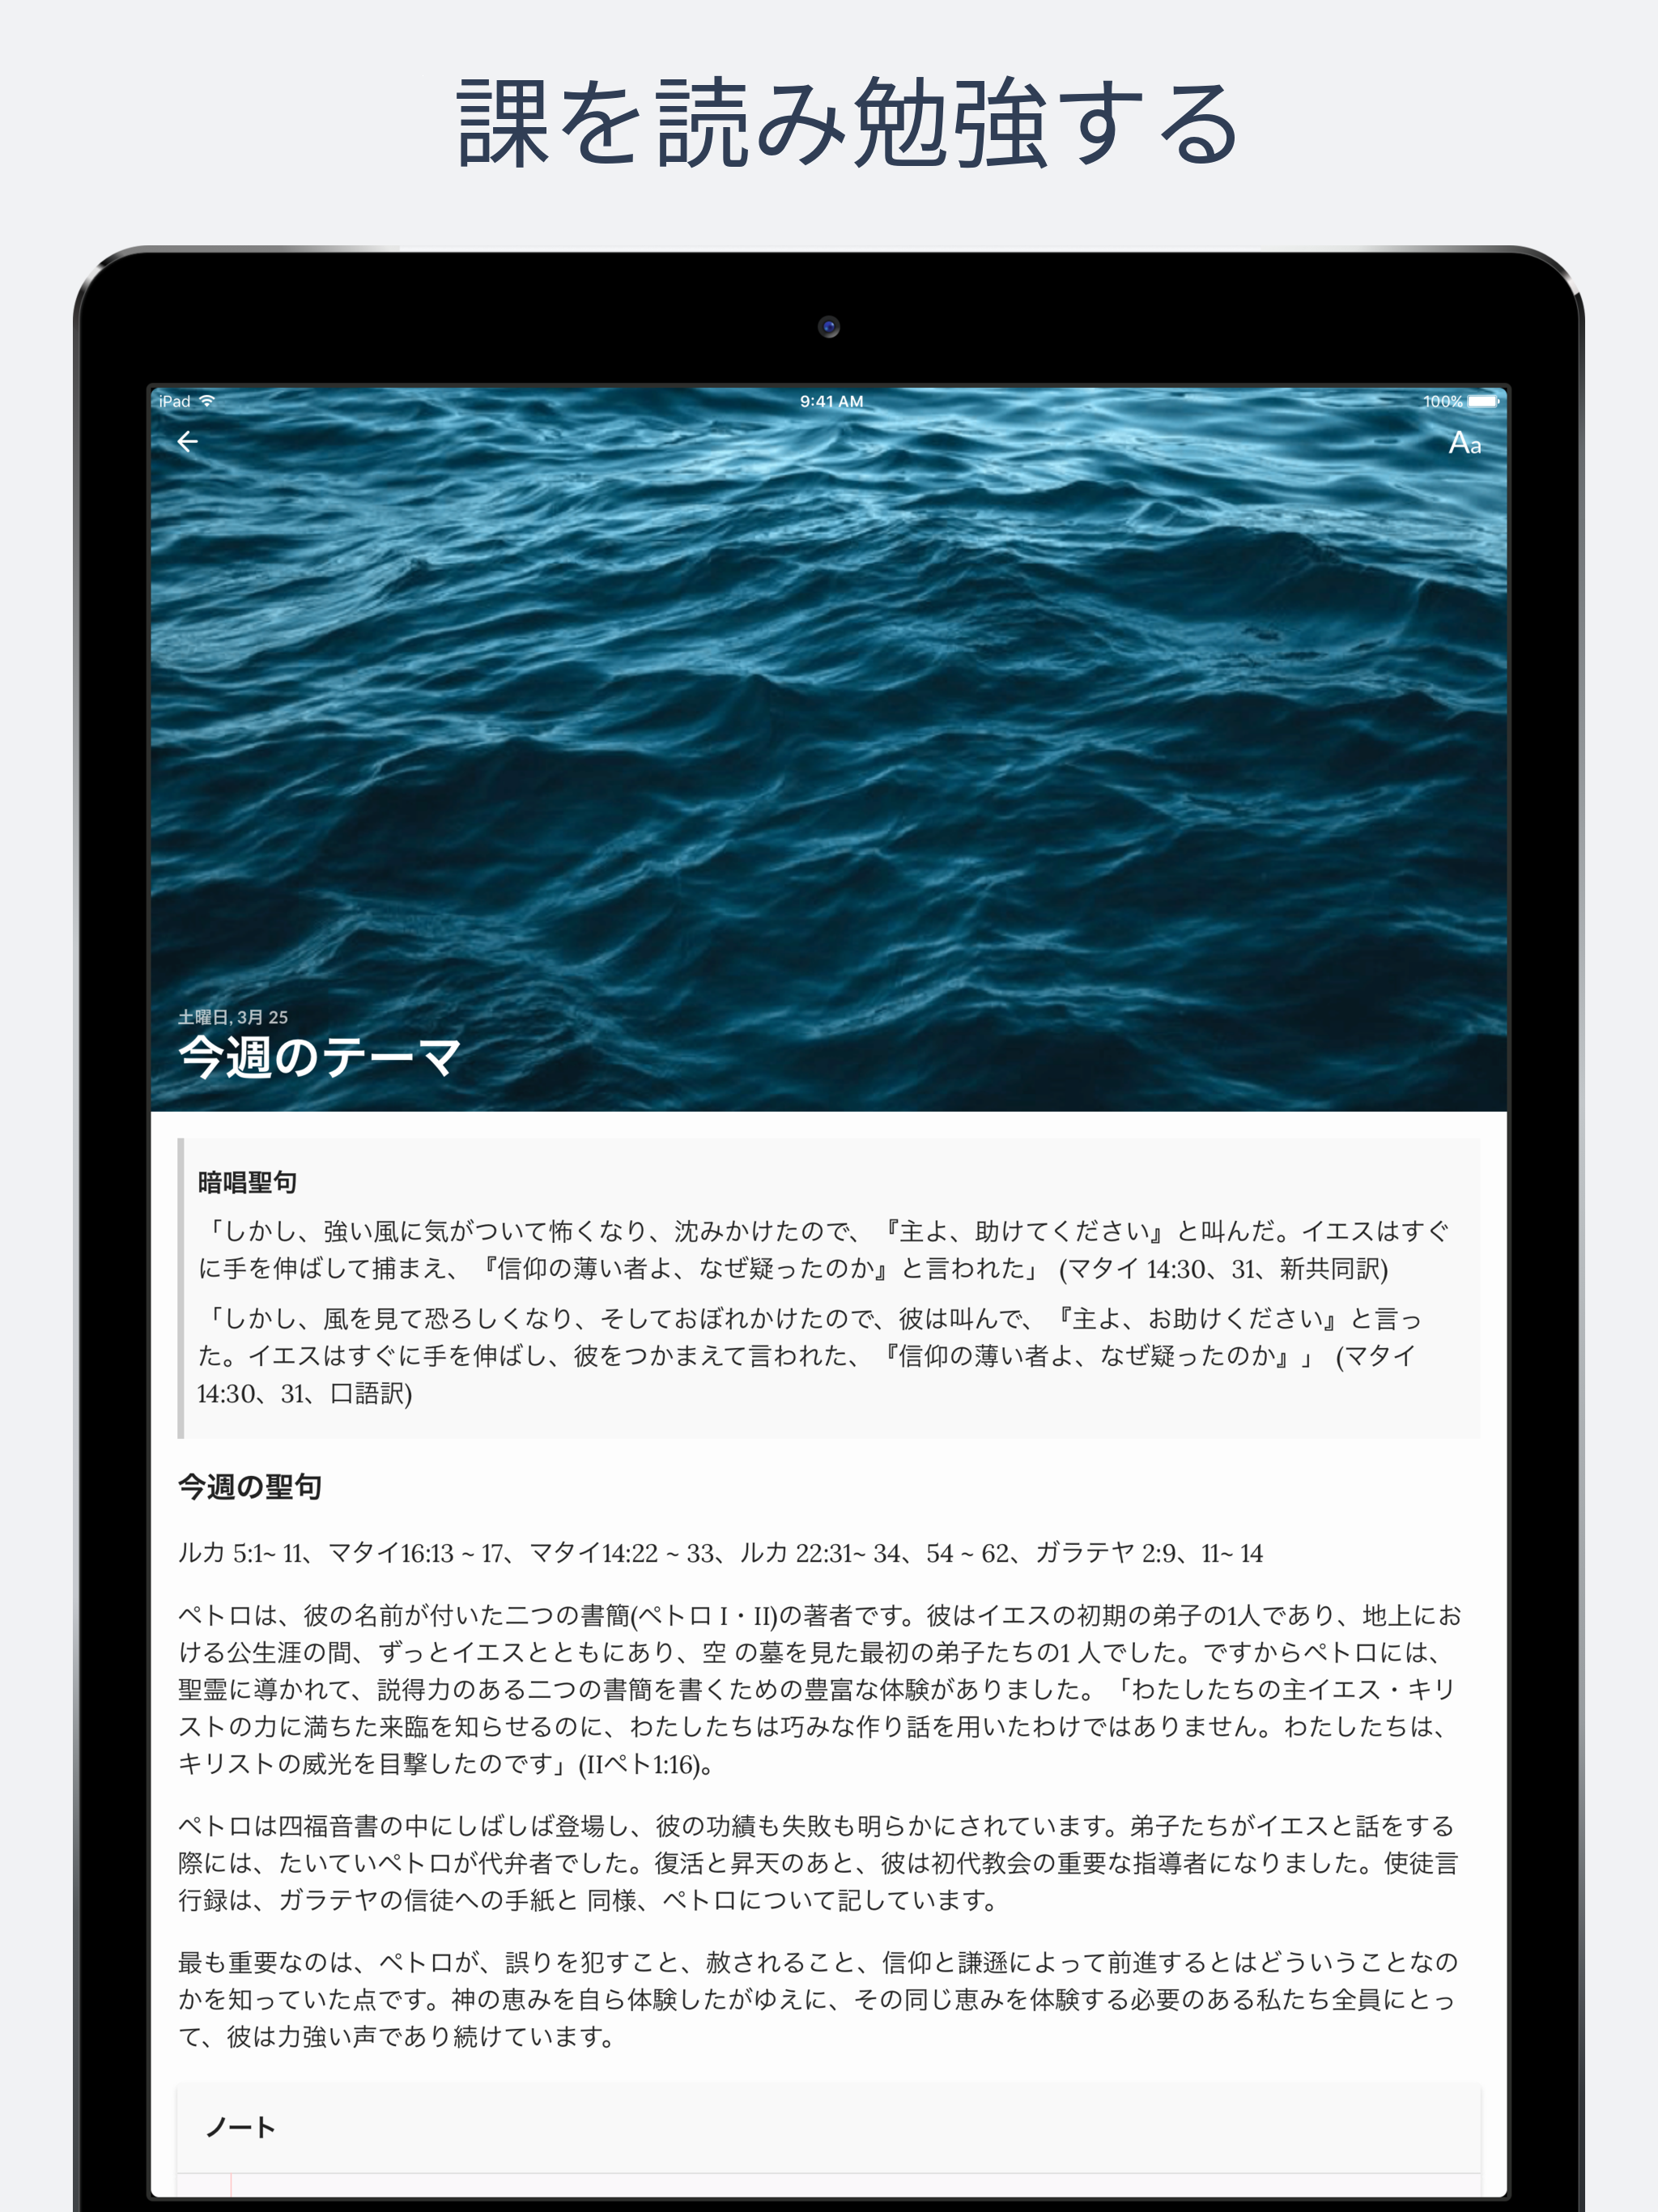 課を読み勉強する
iPad
9:41 AM
100%
Aa
土曜日, 3月 25
今週のテーマ
暗唱聖句
「しかし、強い風に気がついて怖くなり、沈みかけたので、『主よ、助けてください』と叫んだ。イエスはすぐ
に手を伸ばして捕まえ、『信仰の薄い者よ、なぜ疑ったのか』と言われた」 (マタイ 14:30、31、新共同訳)
「しかし、風を見て恐ろしくなり、そしておぼれかけたので、彼は叫んで、『主よ、お助けください』と言っ
た。イエスはすぐに手を伸ばし、彼をつかまえて言われた、『信仰の薄い者よ、なぜ疑ったのか』」 (マタイ
14:30、31、口語訳)
今週の聖句
ルカ 5:1~ 11、マタイ16:13 ~ 17、マタイ14:22 ~ 33、ルカ 22:31~ 34、54 ~ 62、ガラテヤ 2:9、11~ 14
ペトロは、彼の名前が付いた二つの書簡(ペトロ I・II)の著者です。彼はイエスの初期の弟子の1人であり、地上にお
ける公生涯の間、ずっとイエスとともにあり、空 の墓を見た最初の弟子たちの1 人でした。ですからペトロには、
聖霊に導かれて、説得力のある二つの書簡を書くための豊富な体験がありました。「わたしたちの主イエス・キリ
ストの力に満ちた来臨を知らせるのに、わたしたちは巧みな作り話を用いたわけではありません。わたしたちは、
キリストの威光を目撃したのです」(IIペト1:16)。
ペトロは四福音書の中にしばしば登場し、彼の功績も失敗も明らかにされています。弟子たちがイエスと話をする
際には、たいていペトロが代弁者でした。復活と昇天のあと、彼は初代教会の重要な指導者になりました。使徒言
行録は、ガラテヤの信徒への手紙と 同様、ペトロについて記しています。
最も重要なのは、ペトロが、誤りを犯すこと、赦されること、信仰と謙遜によって前進するとはどういうことなの
かを知っていた点です。神の恵みを自ら体験したがゆえに、その同じ恵みを体験する必要のある私たち全員にとっ
て、彼は力強い声であり続けています。
ノート